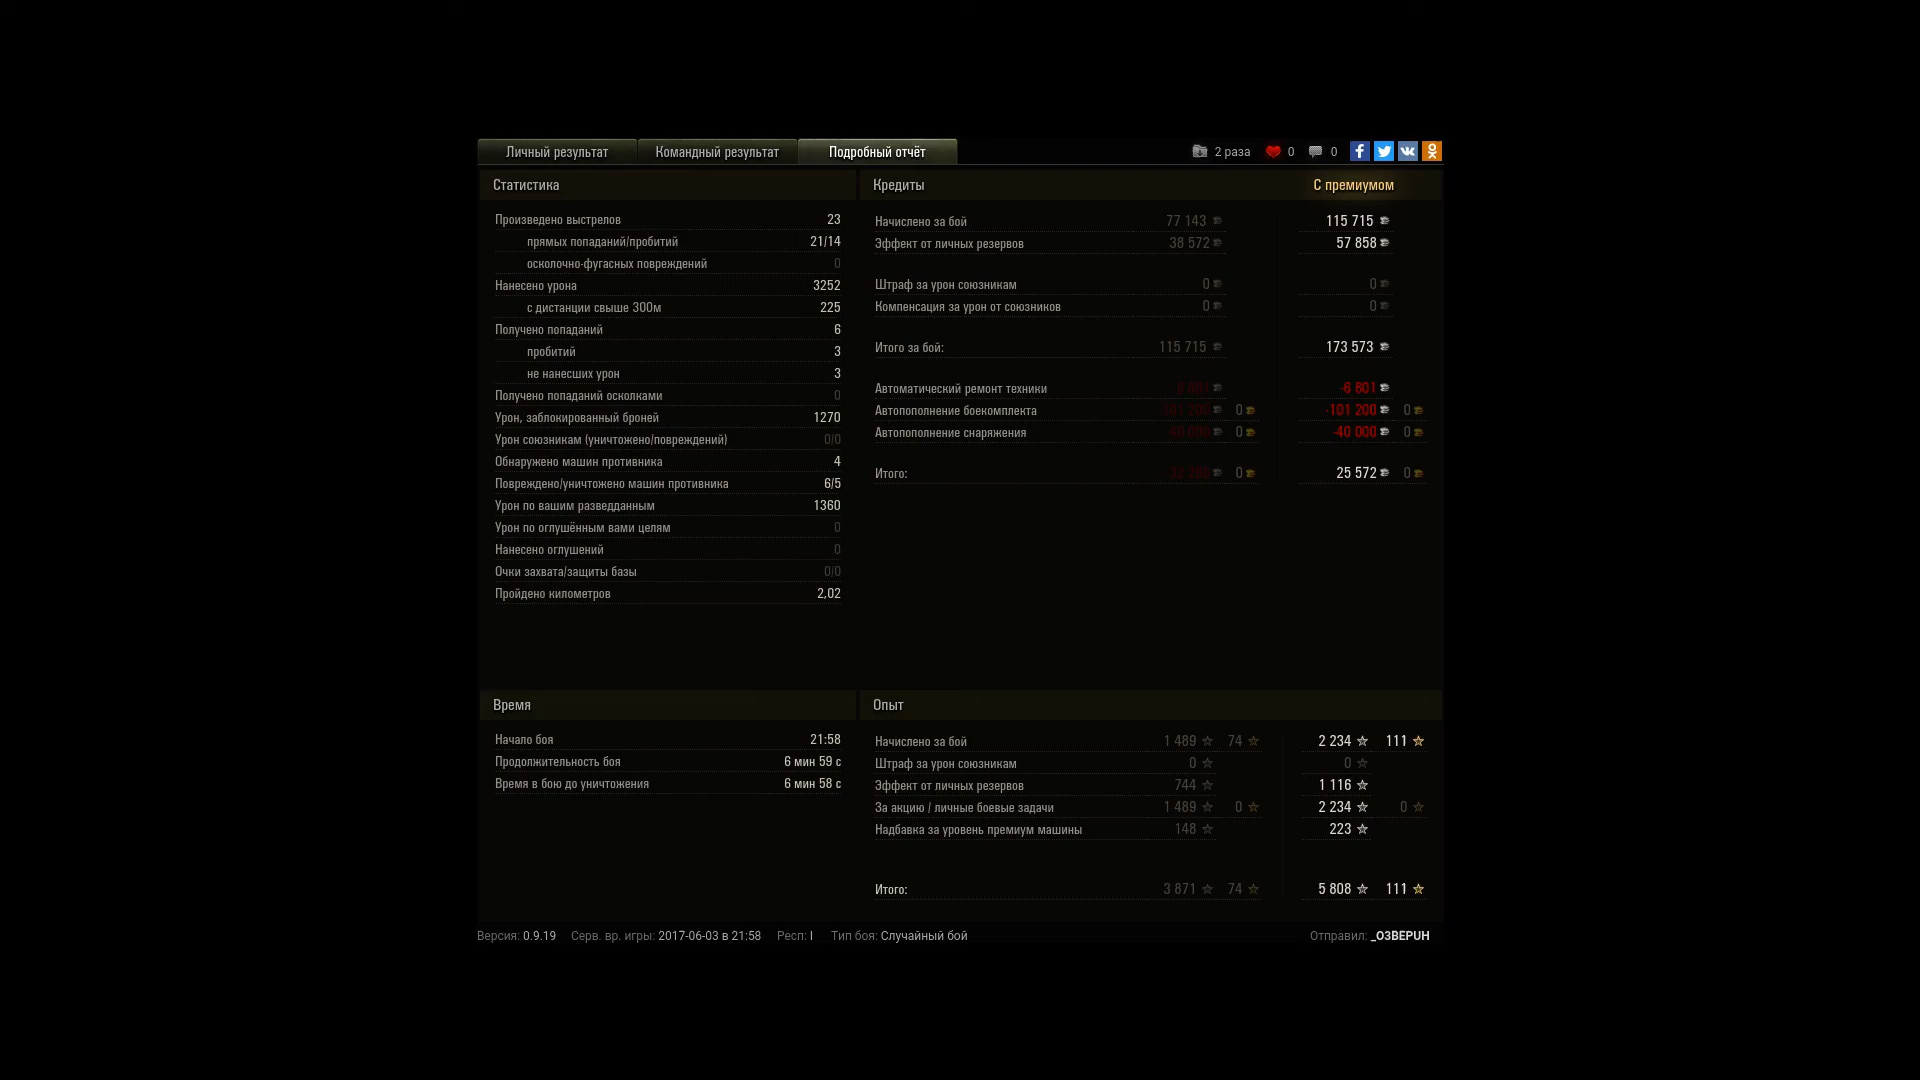 Личный результат Командный результат Подробный отчёт 2 раза 0 0
Статистика
Произведено выстрелов 23
прямых попаданий/пробитий 21/14
осколочно-фугасных повреждений 0
Нанесено урона 3252
с дистанции свыше 300м 225
Получено попаданий 6
пробитий 3
не нанесших урон 3
Получено попаданий осколками 0
Урон, заблокированный броней 1270
Урон союзникам (уничтожено/повреждений) 0/0
Обнаружено машин противника 4
Повреждено/уничтожено машин противника 6/5
Урон по вашим разведданным 1360
Урон по оглушённым вами целям 0
Нанесено оглушений 0
Очки захвата/защиты базы 0/0
Пройдено километров 2,02
Кредиты С премиумом
Начислено за бой 77 143 115 715
Эффект от личных резервов 38 572 57 858
Штраф за урон союзникам 0 0
Компенсация за урон от союзников 0 0
Итого за бой: 115 715 173 573
Автоматический ремонт техники -6 801
Автопополнение боекомплекта -101 200 0 -101 200 0
Автопополнение снаряжения -40 000 0 -40 000 0
Итого: 0 25 572 0
Время
Начало боя 21:58
Продолжительность боя 6 мин 59 с
Время в бою до уничтожения 6 мин 58 с
Опыт
Начислено за бой 1 489 74 2 234 111
Штраф за урон союзникам 0 0
Эффект от личных резервов 744 1 116
За акцию / личные боевые задачи 1 489 0 2 234 0
Надбавка за уровень премиум машины 148 223
Итого: 3 871 74 5 808 111
Версия: 0.9.19 Серв. вр. игры: 2017-06-03 в 21:58 Респ: I Тип боя: Случайный бой Отправил: _O3BEPUH